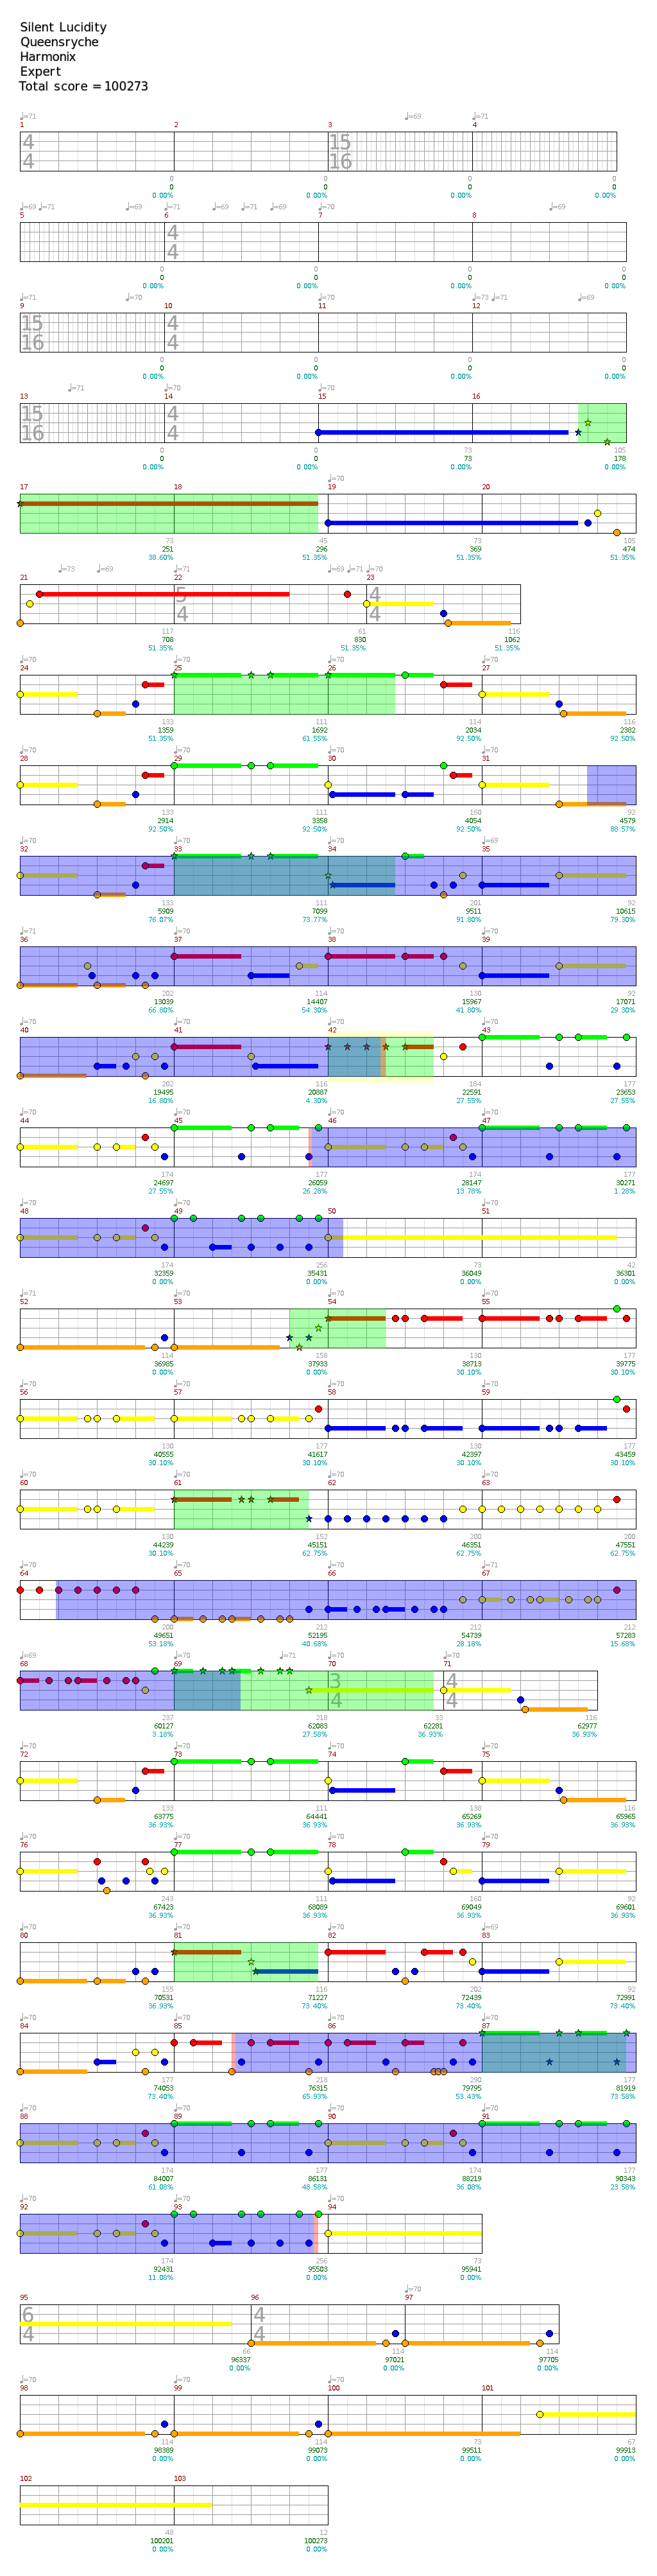 Silent Lucidity
Queensryche
Harmonix
Expert
Total score = 100273
♩=71 ♩=69 ♩=71
1 2 3 4
4 4 15 16
0 0 0 0
0 0 0 0
0.00% 0.00% 0.00% 0.00%
♩=69 ♩=71 ♩=69 ♩=71 ♩=69 ♩=71 ♩=69 ♩=70 ♩=69
5 6 7 8
4 4
0 0 0 0
0 0 0 0
0.00% 0.00% 0.00% 0.00%
♩=71 ♩=70 ♩=70 ♩=73 ♩=71 ♩=69
9 10 11 12
15 16 4 4
0 0 0 0
0 0 0 0
0.00% 0.00% 0.00% 0.00%
♩=71 ♩=70 ♩=70
13 14 15 16
15 16 4 4
0 0 73 105
0 0 73 178
0.00% 0.00% 0.00% 0.00%
♩=70
17 18 19 20
73 45 73 105
251 296 369 474
38.60% 51.35% 51.35% 51.35%
♩=73 ♩=69 ♩=71 ♩=69 ♩=71 ♩=70
21 22 23
5 4 4 4
117 61 116
708 830 1062
51.35% 51.35% 51.35%
♩=70 ♩=70 ♩=70 ♩=70
24 25 26 27
133 111 114 116
1359 1692 2034 2382
51.35% 61.55% 92.50% 92.50%
♩=70 ♩=70 ♩=70 ♩=70
28 29 30 31
133 111 160 92
2914 3358 4054 4579
92.50% 92.50% 92.50% 88.57%
♩=70 ♩=70 ♩=70 ♩=69
32 33 34 35
133 111 201 92
5909 7099 9511 10615
76.07% 73.77% 91.80% 79.30%
♩=71 ♩=70 ♩=70 ♩=70
36 37 38 39
202 114 130 92
13039 14407 15967 17071
66.80% 54.30% 41.80% 29.30%
♩=70 ♩=70 ♩=70 ♩=70
40 41 42 43
202 116 184 177
19495 20887 22591 23653
16.80% 4.30% 27.55% 27.55%
♩=70 ♩=70 ♩=70 ♩=70
44 45 46 47
174 177 174 177
24697 26059 28147 30271
27.55% 26.28% 13.78% 1.28%
♩=70 ♩=70 ♩=70
48 49 50 51
174 256 73 42
32359 35431 36049 36301
0.00% 0.00% 0.00% 0.00%
♩=71 ♩=70 ♩=70 ♩=70
52 53 54 55
114 158 130 177
36985 37933 38713 39775
0.00% 0.00% 30.10% 30.10%
♩=70 ♩=70 ♩=70 ♩=70
56 57 58 59
130 177 130 177
40555 41617 42397 43459
30.10% 30.10% 30.10% 30.10%
♩=70 ♩=70 ♩=70 ♩=70
60 61 62 63
130 152 200 200
44239 45151 46351 47551
30.10% 62.75% 62.75% 62.75%
♩=70 ♩=70 ♩=70 ♩=71
64 65 66 67
200 212 212 212
49651 52195 54739 57283
53.18% 40.68% 28.18% 15.68%
♩=69 ♩=69 ♩=71 ♩=70 ♩=70
68 69 70 71
3 4 4 4
237 218 33 116
60127 62083 62281 62977
3.18% 27.58% 36.93% 36.93%
♩=70 ♩=70 ♩=70 ♩=70
72 73 74 75
133 111 138 116
63775 64441 65269 65965
36.93% 36.93% 36.93% 36.93%
♩=70 ♩=70 ♩=70 ♩=70
76 77 78 79
243 111 160 92
67423 68089 69049 69601
36.93% 36.93% 36.93% 36.93%
♩=70 ♩=70 ♩=70 ♩=69
80 81 82 83
155 116 202 92
70531 71227 72439 72991
36.93% 73.40% 73.40% 73.40%
♩=70 ♩=70 ♩=70 ♩=70
84 85 86 87
177 218 290 177
74053 76315 79795 81919
73.40% 65.93% 53.43% 73.58%
♩=70 ♩=70 ♩=70 ♩=70
88 89 90 91
174 177 174 177
84007 86131 88219 90343
61.08% 48.58% 36.08% 23.58%
♩=70 ♩=70 ♩=70
92 93 94
174 256 73
92431 95503 95941
11.08% 0.00% 0.00%
♩=70
95 96 97
6 4 4 4
66 114 114
96337 97021 97705
0.00% 0.00% 0.00%
♩=70 ♩=70
98 99 100 101
114 114 73 67
98389 99073 99511 99913
0.00% 0.00% 0.00% 0.00%
102 103
48 12
100201 100273
0.00% 0.00%